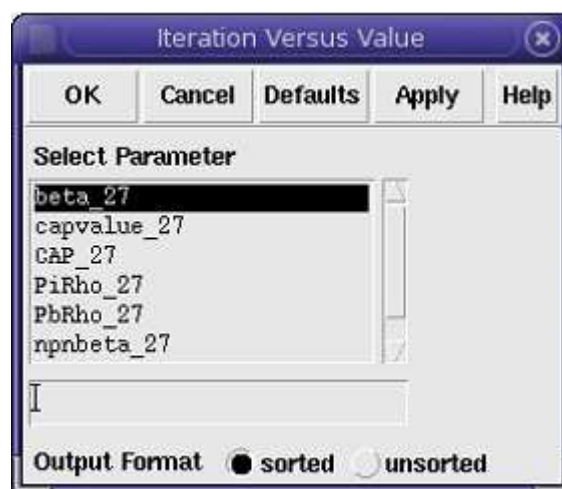 Iteration Versus Value
OK Cancel Defaults Apply Help
Select Parameter
beta_27
capvalue_27
CAP_27
PiRho_27
PbRho_27
npnbeta_27
Output Format sorted unsorted